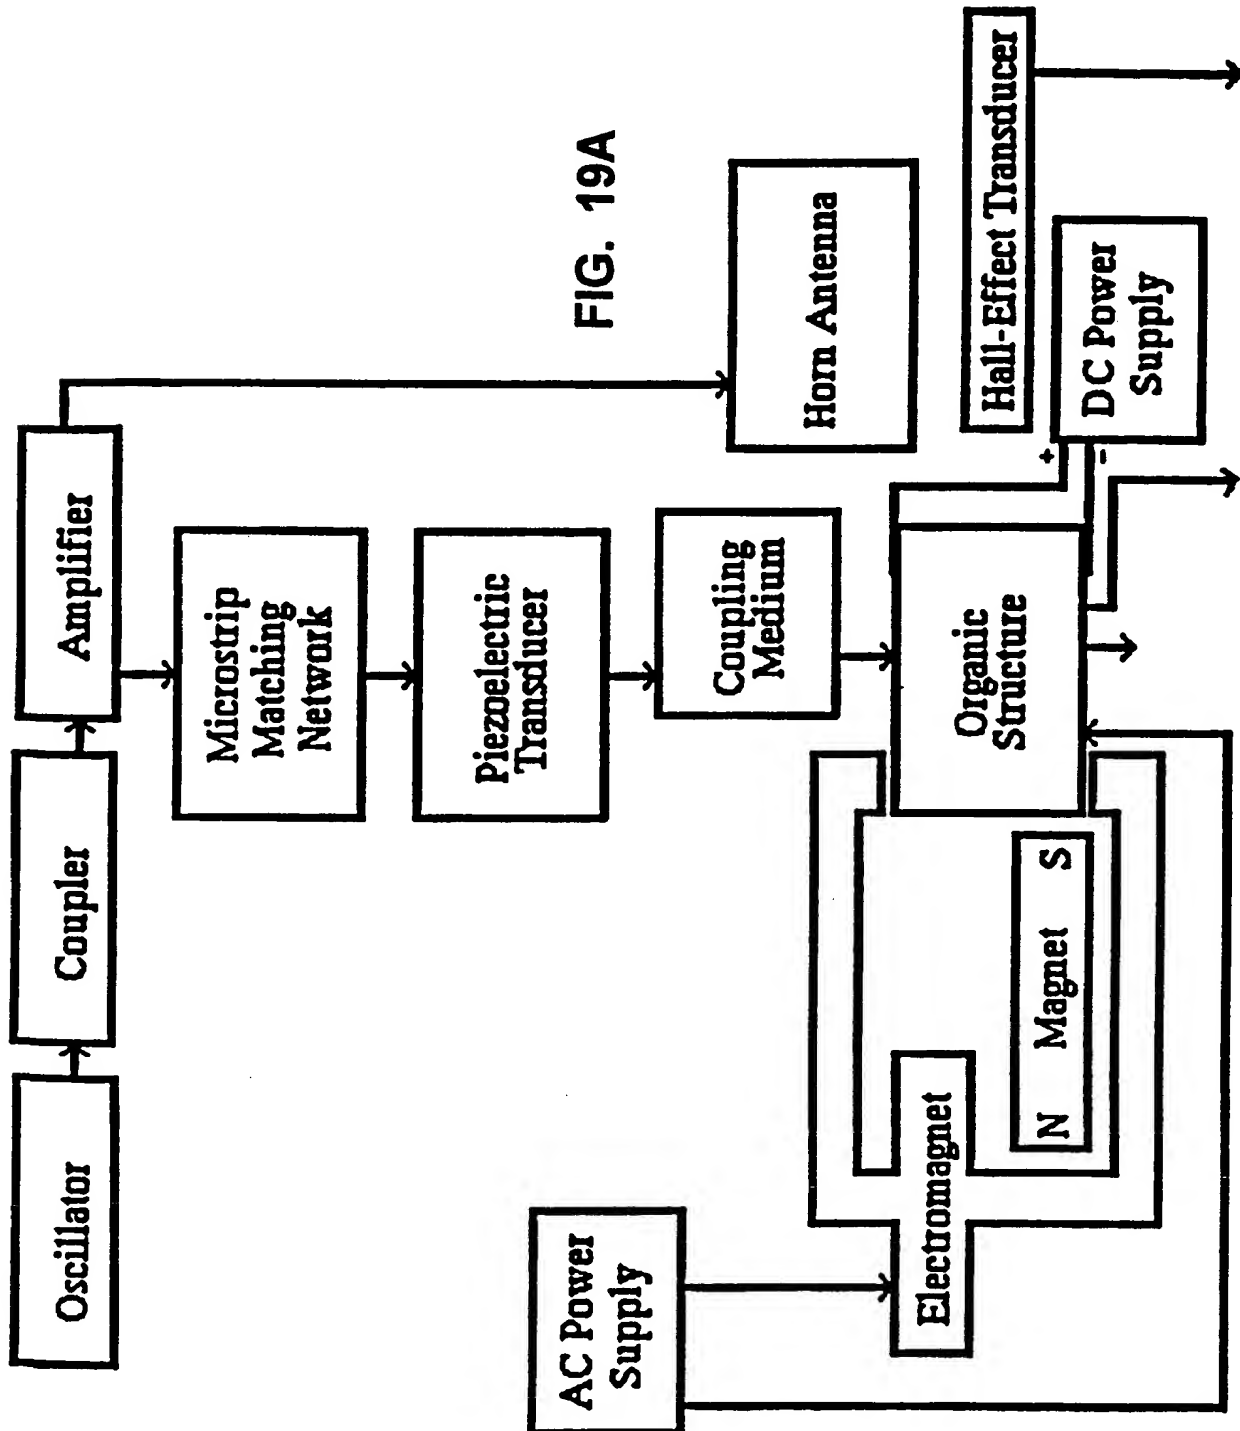 Oscillator
Coupler
Amplifier
Microstrip
Matching
Network
Piezoelectric
Transducer
FIG. 19A
Coupling
Medium
Horn Antenna
AC Power
Supply
Electromagnet
N Magnet S
Organic
Structure
+
-
DC Power
Supply
Hall-Effect Transducer